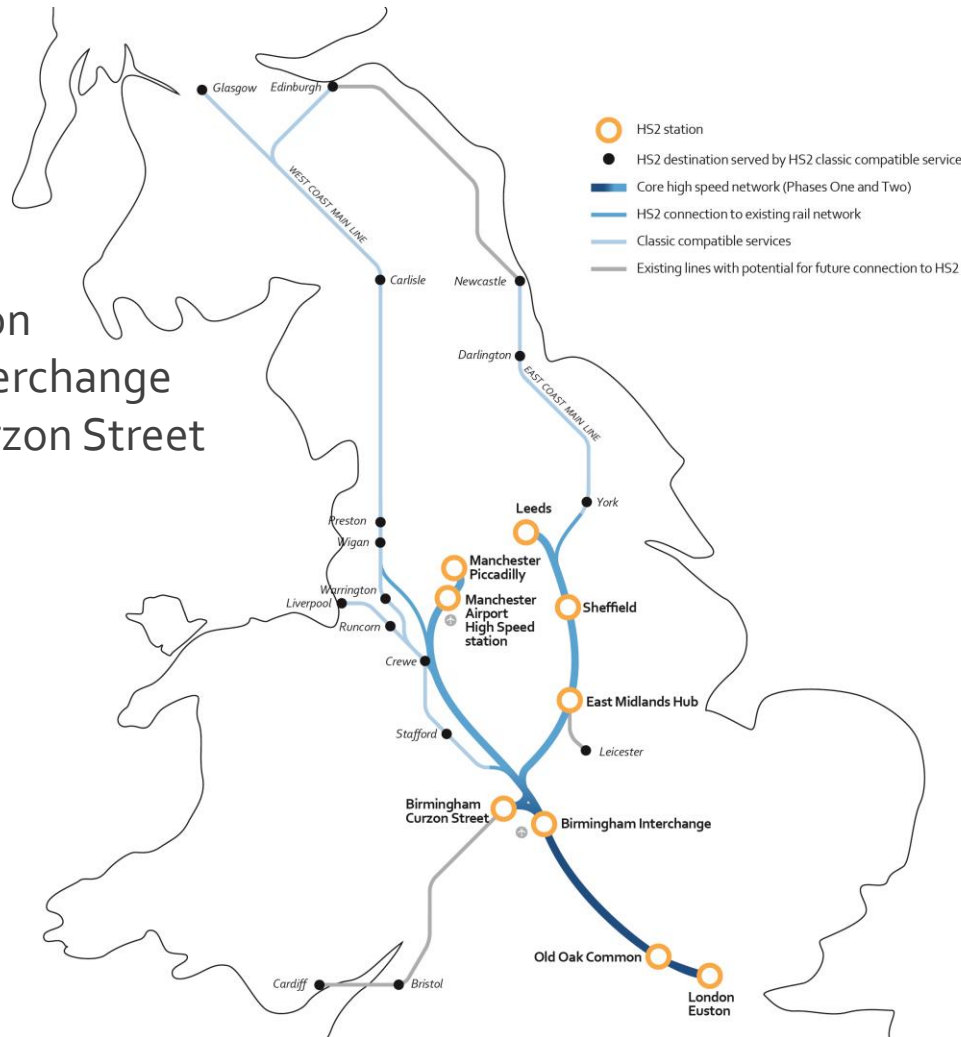 Glasgow
Edinburgh
HS2 station
HS2 destination served by HS2 classic compatible service
Core high speed network (Phases One and Two)
HS2 connection to existing rail network
Classic compatible services
Existing lines with potential for future connection to HS2
WEST COAST MAIN LINE
Carlisle
Newcastle
on
erchange
rzon Street
Darlington
EAST COAST MAIN LINE
York
Leeds
Preston
Wigan
Manchester
Piccadilly
Warrington
Liverpool
Runcorn
Manchester
Airport
High Speed
station
Sheffield
Crewe
East Midlands Hub
Stafford
Leicester
Birmingham
Curzon Street
Birmingham Interchange
Old Oak Common
Cardiff
Bristol
London
Euston